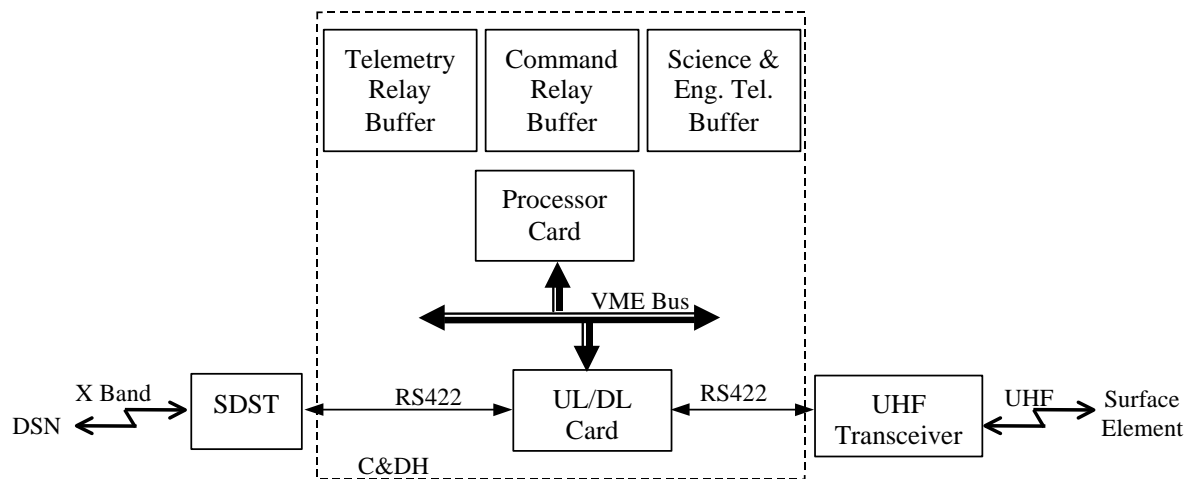 Telemetry
Relay
Buffer
Command
Relay
Buffer
Science &
Eng. Tel.
Buffer
Processor
Card
VME Bus
X Band
DSN
SDST
RS422
UL/DL
Card
RS422
UHF
Transceiver
UHF
Surface
Element
C&DH